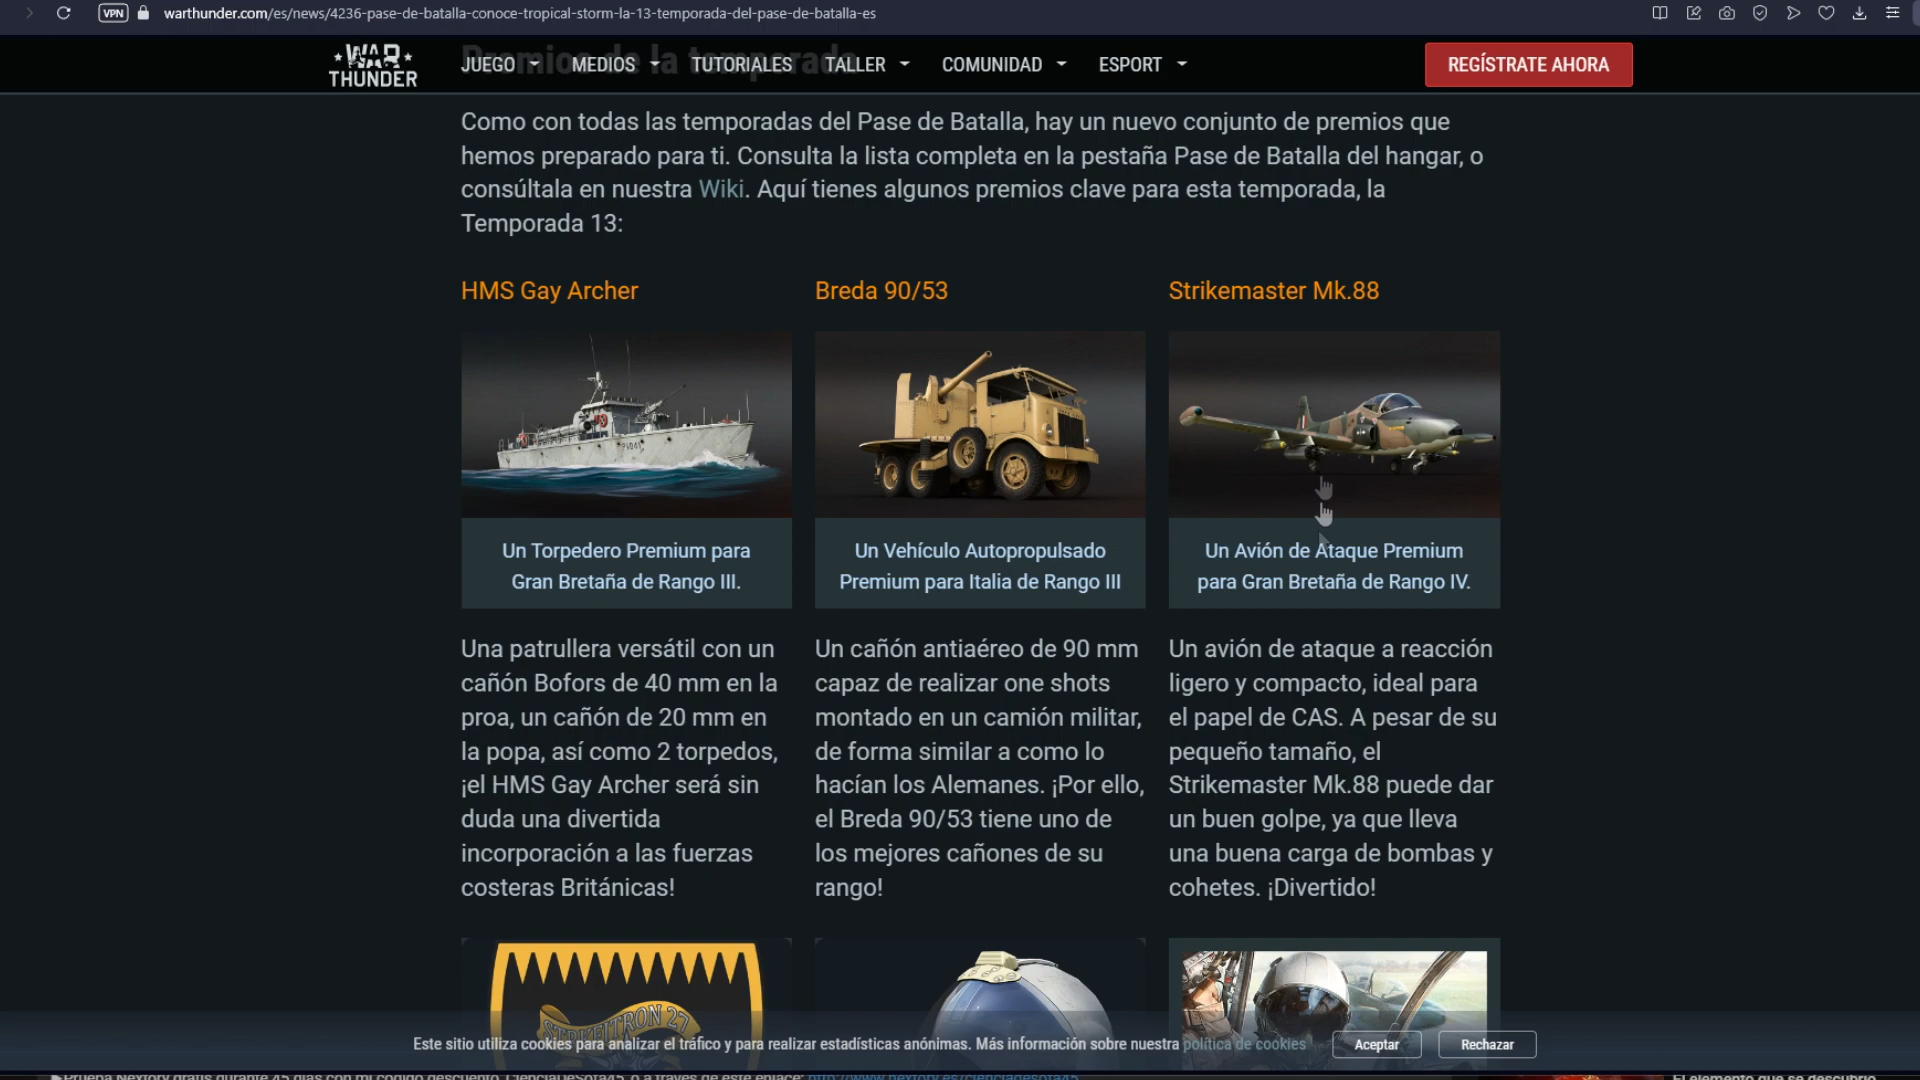 VPN
warthunder.com/es/news/4236-pase-de-batalla-conoce-tropical-storm-la-13-temporada-del-pase-de-batalla-es
Premios de la temporada
WAR
THUNDER
JUEGO
MEDIOS
TUTORIALES
TALLER
COMUNIDAD
ESPORT
REGÍSTRATE AHORA
Como con todas las temporadas del Pase de Batalla, hay un nuevo conjunto de premios que
hemos preparado para ti. Consulta la lista completa en la pestaña Pase de Batalla del hangar, o
consúltala en nuestra Wiki. Aquí tienes algunos premios clave para esta temporada, la
Temporada 13:
HMS Gay Archer
Un Torpedero Premium para
Gran Bretaña de Rango III.
Una patrullera versátil con un
cañón Bofors de 40 mm en la
proa, un cañón de 20 mm en
la popa, así como 2 torpedos,
¡el HMS Gay Archer será sin
duda una divertida
incorporación a las fuerzas
costeras Británicas!
Breda 90/53
Un Vehículo Autopropulsado
Premium para Italia de Rango III
Un cañón antiaéreo de 90 mm
capaz de realizar one shots
montado en un camión militar,
de forma similar a como lo
hacían los Alemanes. ¡Por ello,
el Breda 90/53 tiene uno de
los mejores cañones de su
rango!
Strikemaster Mk.88
Un Avión de Ataque Premium
para Gran Bretaña de Rango IV.
Un avión de ataque a reacción
ligero y compacto, ideal para
el papel de CAS. A pesar de su
pequeño tamaño, el
Strikemaster Mk.88 puede dar
un buen golpe, ya que lleva
una buena carga de bombas y
cohetes. ¡Divertido!
STRIKEITRON 27
Este sitio utiliza cookies para analizar el tráfico y para realizar estadísticas anónimas. Más información sobre nuestra política de cookies
Aceptar
Rechazar